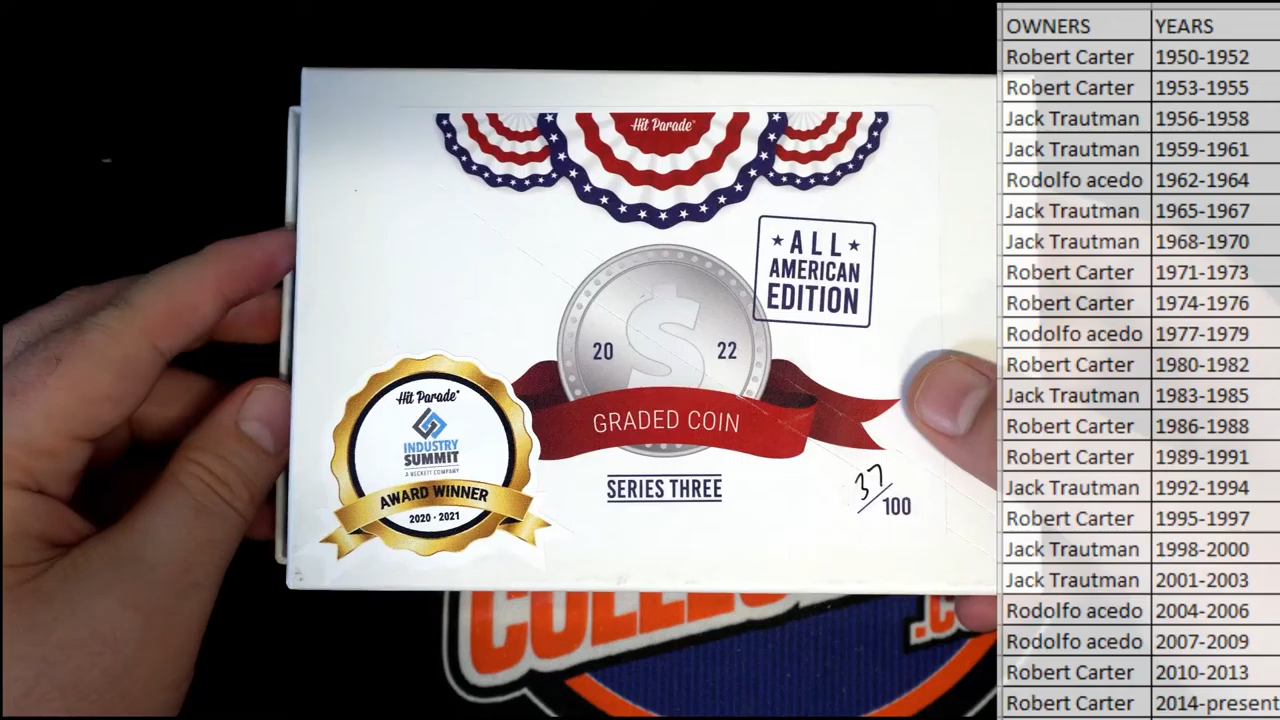 Hit Parade®
★ ALL ★
AMERICAN
EDITION
20 22
GRADED COIN
SERIES THREE
37/100
Hit Parade®
INDUSTRY
SUMMIT
A BECKETT COMPANY
AWARD WINNER
2020 - 2021
.C
OWNERS YEARS
Robert Carter 1950-1952
Robert Carter 1953-1955
Jack Trautman 1956-1958
Jack Trautman 1959-1961
Rodolfo acedo 1962-1964
Jack Trautman 1965-1967
Jack Trautman 1968-1970
Robert Carter 1971-1973
Robert Carter 1974-1976
Rodolfo acedo 1977-1979
Robert Carter 1980-1982
Jack Trautman 1983-1985
Robert Carter 1986-1988
Robert Carter 1989-1991
Jack Trautman 1992-1994
Robert Carter 1995-1997
Jack Trautman 1998-2000
Jack Trautman 2001-2003
Rodolfo acedo 2004-2006
Rodolfo acedo 2007-2009
Robert Carter 2010-2013
Robert Carter 2014-present